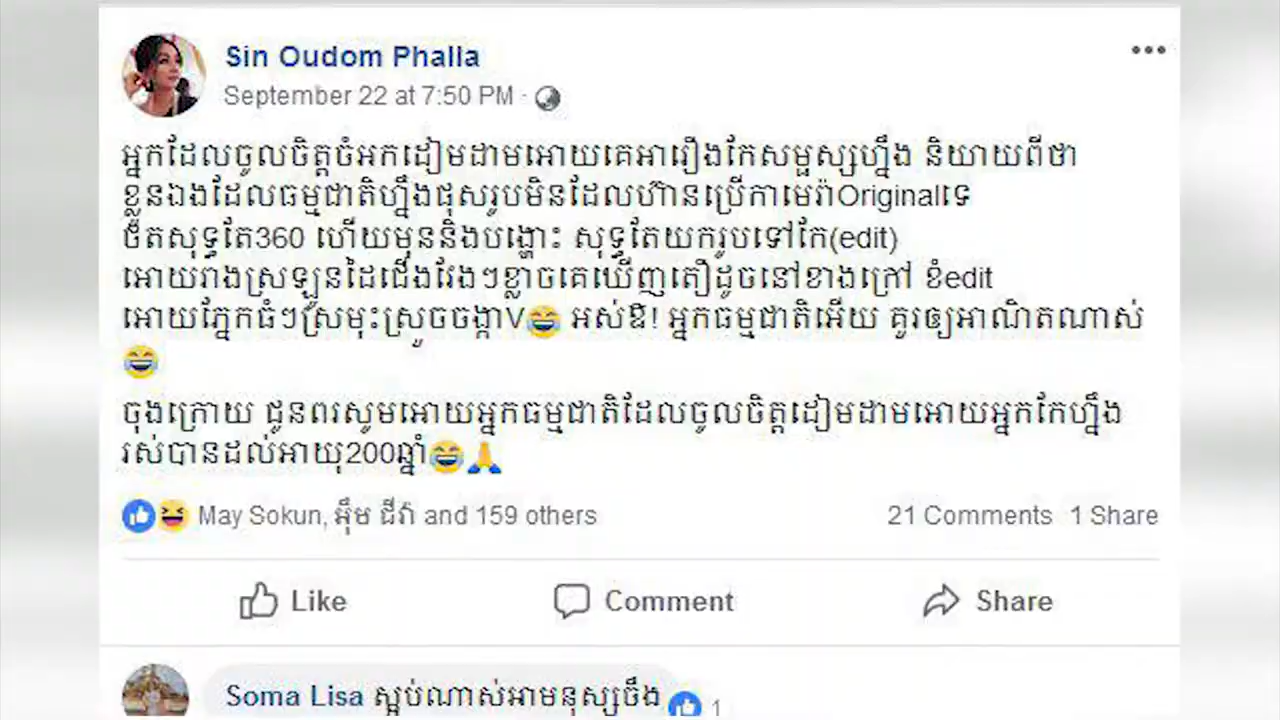 Sin Oudom Phalla
September 22 at 7:50 PM ·
អ្នកដែលចូលចិត្តចំអកដៀមដាមអោយគេអារឿងកែសម្ផស្សហ្នឹង និយាយពីថា
ខ្លួនឯងដែលធម្មជាតិហ្នឹងផុសរូបមិនដែលហ៊ានប្រើកាមេរ៉ាOriginalទេ
ថតសុទ្ធតែ360 ហើយមុននិងបង្ហោះ សុទ្ធតែយករូបទៅកែ(edit)
អោយរាងស្រឡូនដៃជើងវែងៗខ្លាចគេឃើញតឿដូចនៅខាងក្រៅ ខំedit
អោយភ្នែកធំៗស្រមុះស្រួចចង្កាV😂 អស់ឱ! អ្នកធម្មជាតិអើយ គួរឲ្យអាណិតណាស់
😂
ចុងក្រោយ ជូនពរសូមអោយអ្នកធម្មជាតិដែលចូលចិត្តដៀមដាមអោយអ្នកកែហ្នឹង
រស់បានដល់អាយុ200ឆ្នាំ😂🙏
May Sokun, អ៊ឹម ជីវ៉ា and 159 others
21 Comments 1 Share
Like Comment Share
Soma Lisa ស្អប់ណាស់អាមនុស្សចឹង 1